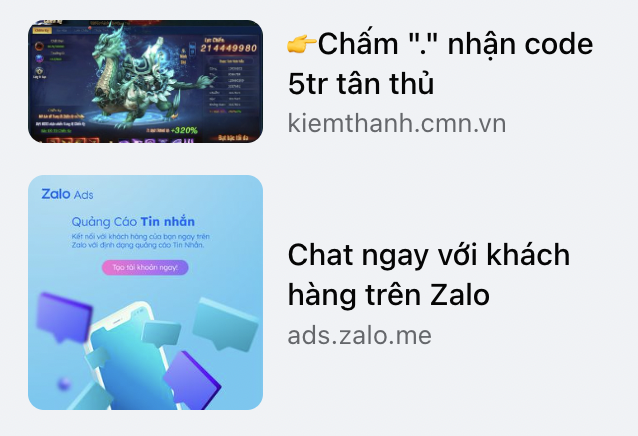 Lực Chiến
214449980
+320%
👉Chấm "." nhận code
5tr tân thủ
kiemthanh.cmn.vn
Zalo Ads
Quảng Cáo Tin nhắn
Kết nối với khách hàng của bạn ngay trên
Zalo với định dạng quảng cáo Tin Nhắn.
Tạo tài khoản ngay!
Chat ngay với khách
hàng trên Zalo
ads.zalo.me